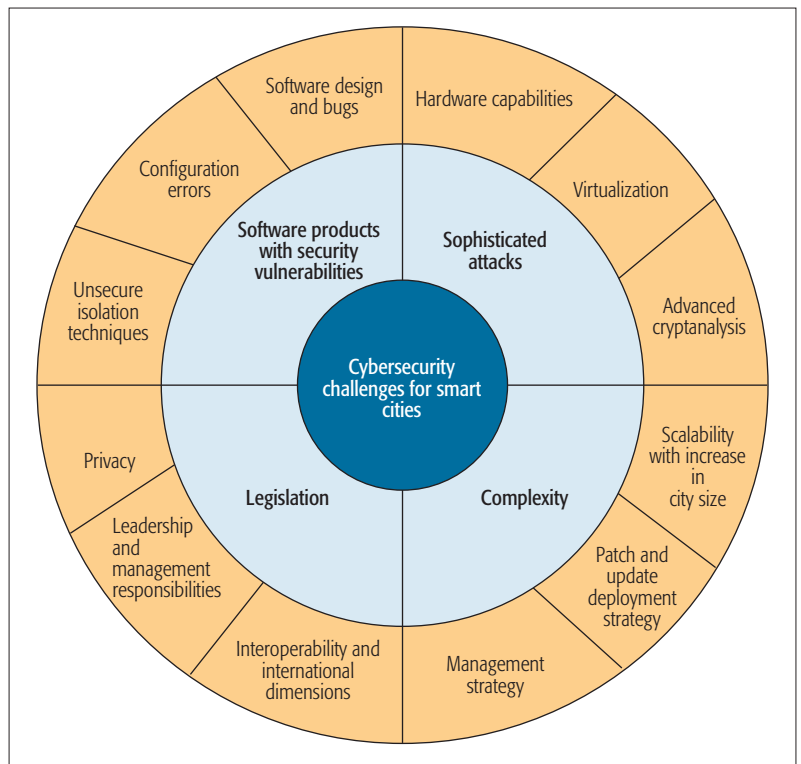 Software design
and bugs
Hardware capabilities
Configuration
errors
Virtualization
Software products
with security
vulnerabilities
Sophisticated
attacks
Unsecure
isolation
techniques
Advanced
cryptanalysis
Cybersecurity
challenges for smart
cities
Privacy
Scalability
with increase
in
city size
Legislation
Complexity
Leadership
and
management
responsibilities
Patch and
update
deployment
strategy
Interoperability and
international
dimensions
Management
strategy